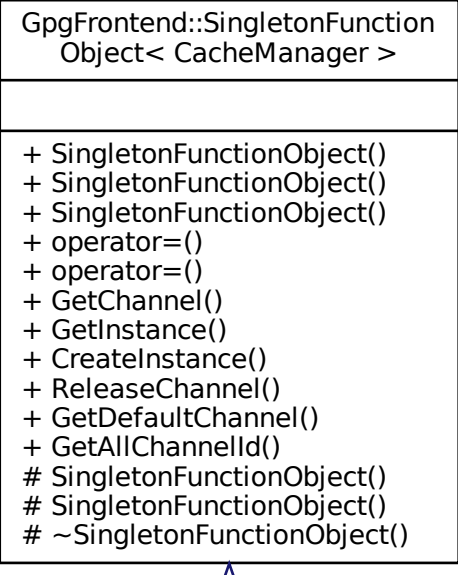 GpgFrontend::SingletonFunction
Object< CacheManager >
+ SingletonFunctionObject()
+ SingletonFunctionObject()
+ SingletonFunctionObject()
+ operator=()
+ operator=()
+ GetChannel()
+ GetInstance()
+ CreateInstance()
+ ReleaseChannel()
+ GetDefaultChannel()
+ GetAllChannelId()
# SingletonFunctionObject()
# SingletonFunctionObject()
# ~SingletonFunctionObject()